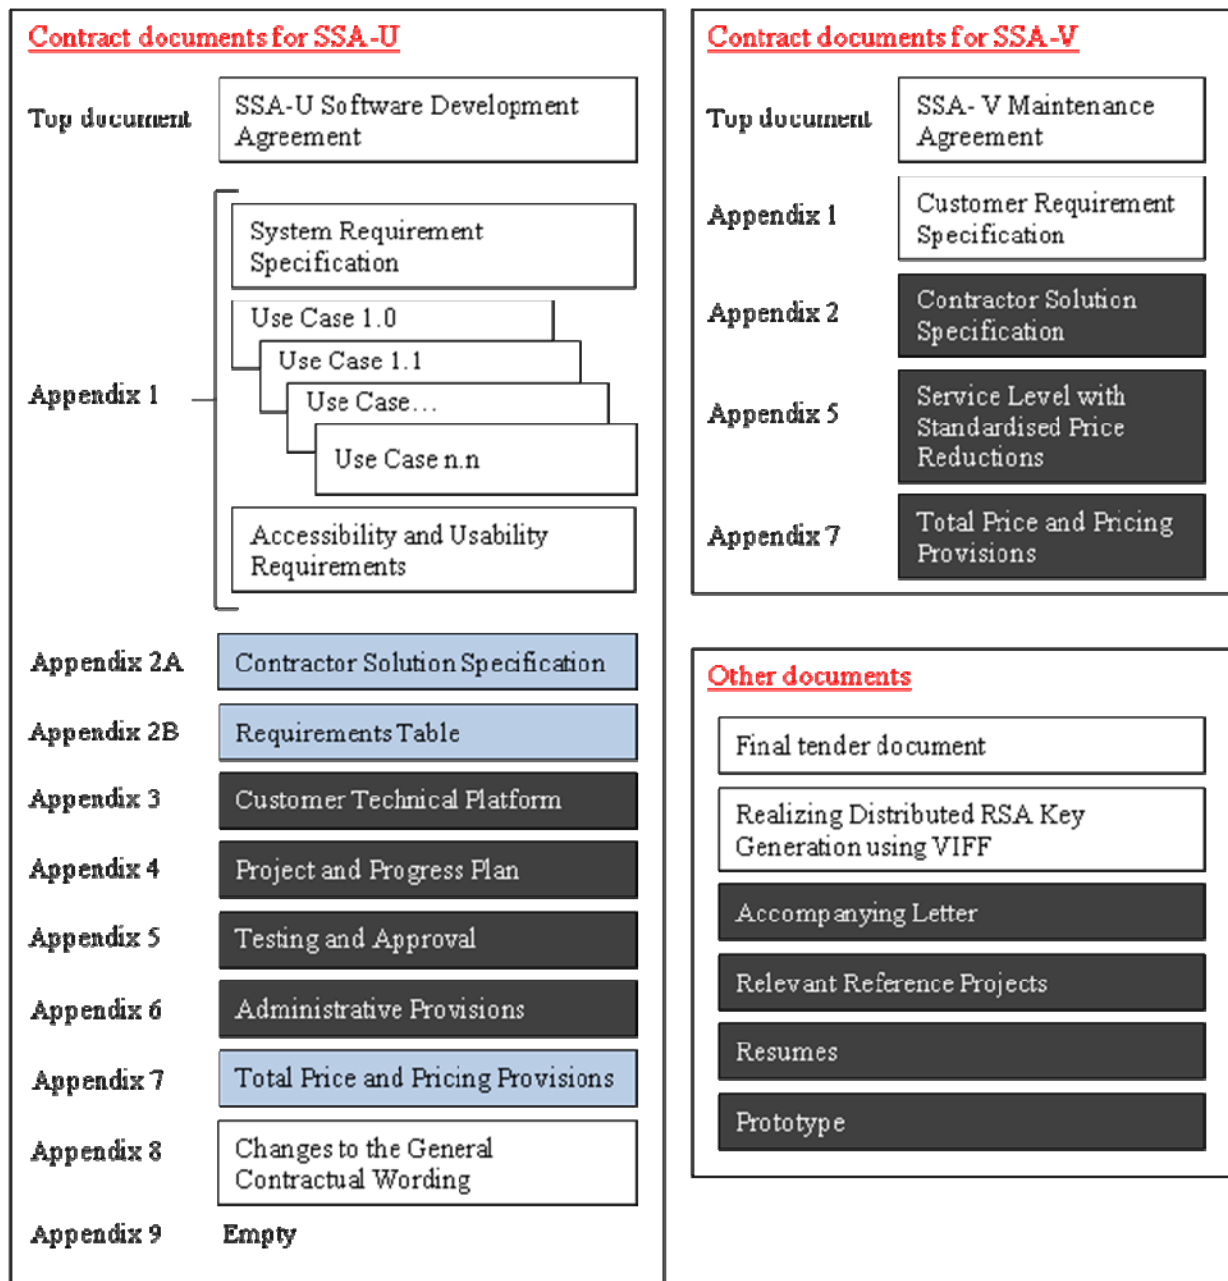 Contract documents for SSA-U
Top document
SSA-U Software Development
Agreement
Appendix 1
System Requirement
Specification
Use Case 1.0
Use Case 1.1
Use Case...
Use Case n.n
Accessibility and Usability
Requirements
Appendix 2A
Contractor Solution Specification
Appendix 2B
Requirements Table
Appendix 3
Customer Technical Platform
Appendix 4
Project and Progress Plan
Appendix 5
Testing and Approval
Appendix 6
Administrative Provisions
Appendix 7
Total Price and Pricing Provisions
Appendix 8
Changes to the General
Contractual Wording
Appendix 9
Empty
Contract documents for SSA-V
Top document
SSA- V Maintenance
Agreement
Appendix 1
Customer Requirement
Specification
Appendix 2
Contractor Solution
Specification
Appendix 5
Service Level with
Standardised Price
Reductions
Appendix 7
Total Price and Pricing
Provisions
Other documents
Final tender document
Realizing Distributed RSA Key
Generation using VIFF
Accompanying Letter
Relevant Reference Projects
Resumes
Prototype